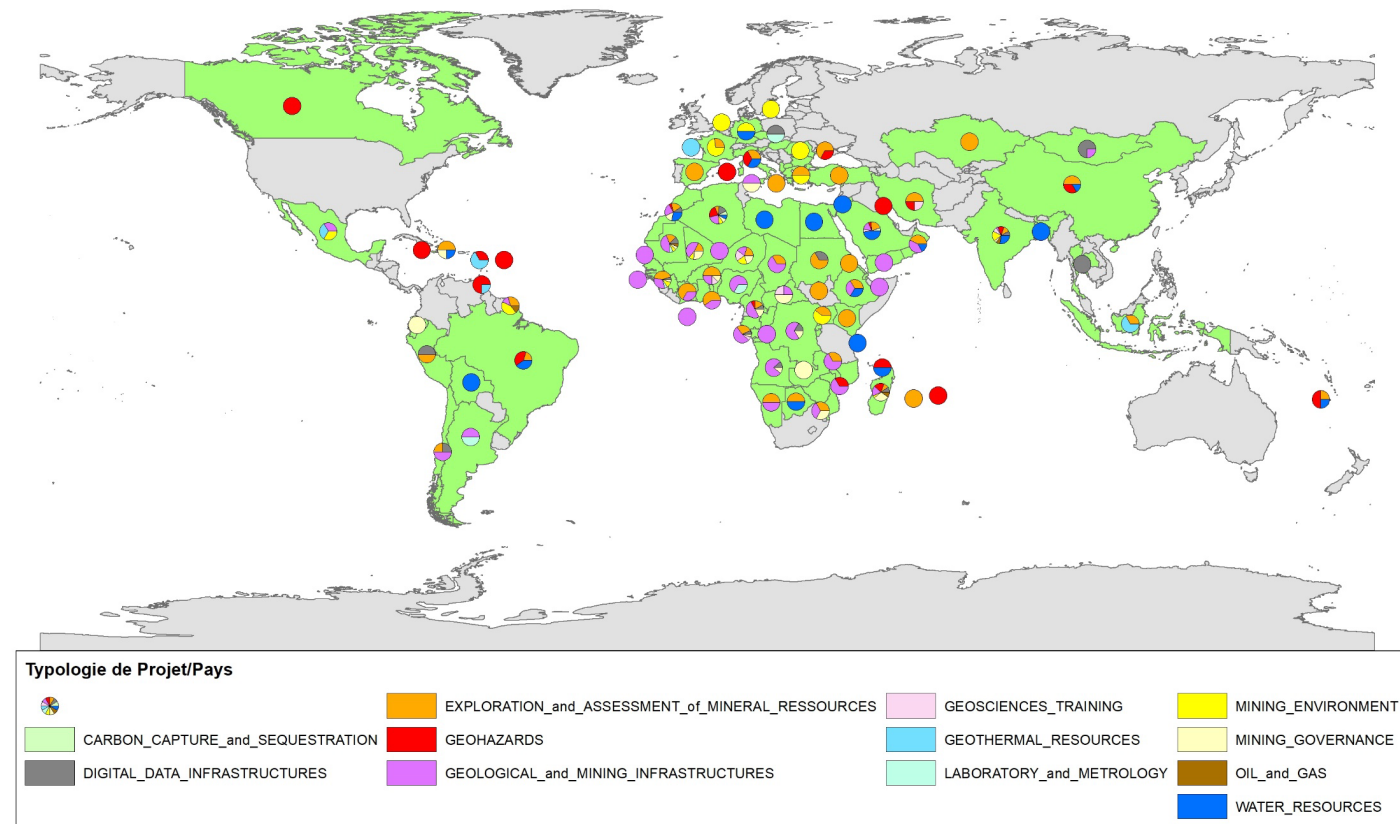 Typologie de Projet/Pays
CARBON_CAPTURE_and_SEQUESTRATION
DIGITAL_DATA_INFRASTRUCTURES
EXPLORATION_and_ASSESSMENT_of_MINERAL_RESSOURCES
GEOHAZARDS
GEOLOGICAL_and_MINING_INFRASTRUCTURES
GEOSCIENCES_TRAINING
GEOTHERMAL_RESOURCES
LABORATORY_and_METROLOGY
MINING_ENVIRONMENT
MINING_GOVERNANCE
OIL_and_GAS
WATER_RESOURCES